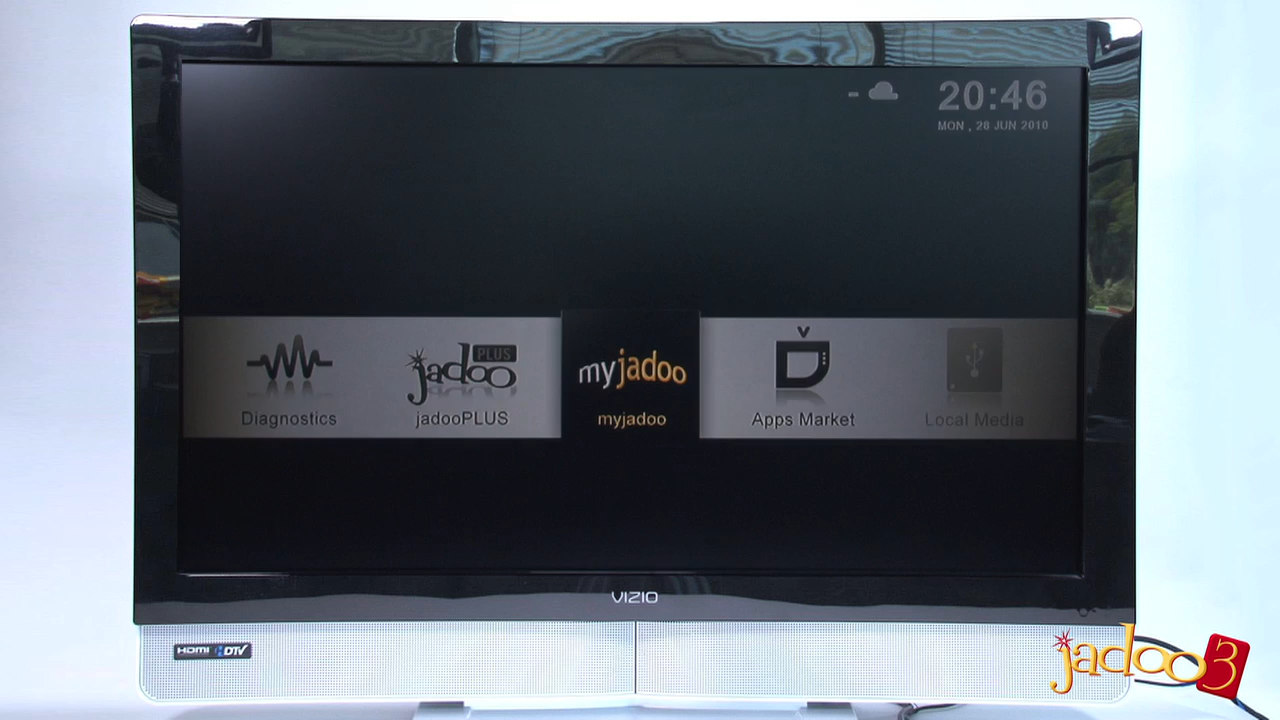 20:46
MON , 28 JUN 2010
jadoo PLUS
myjadoo
Diagnostics
jadooPLUS
myjadoo
Apps Market
Local Media
VIZIO
HDMI HDTV
jadoo3